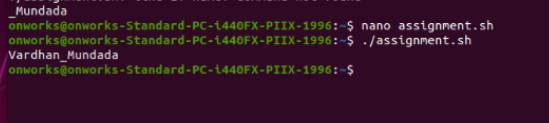 _Mundada
onworks@onworks-Standard-PC-i440FX-PIIX-1996:~$ nano assignment.sh
onworks@onworks-Standard-PC-i440FX-PIIX-1996:~$ ./assignment.sh
Vardhan_Mundada
onworks@onworks-Standard-PC-i440FX-PIIX-1996:~$